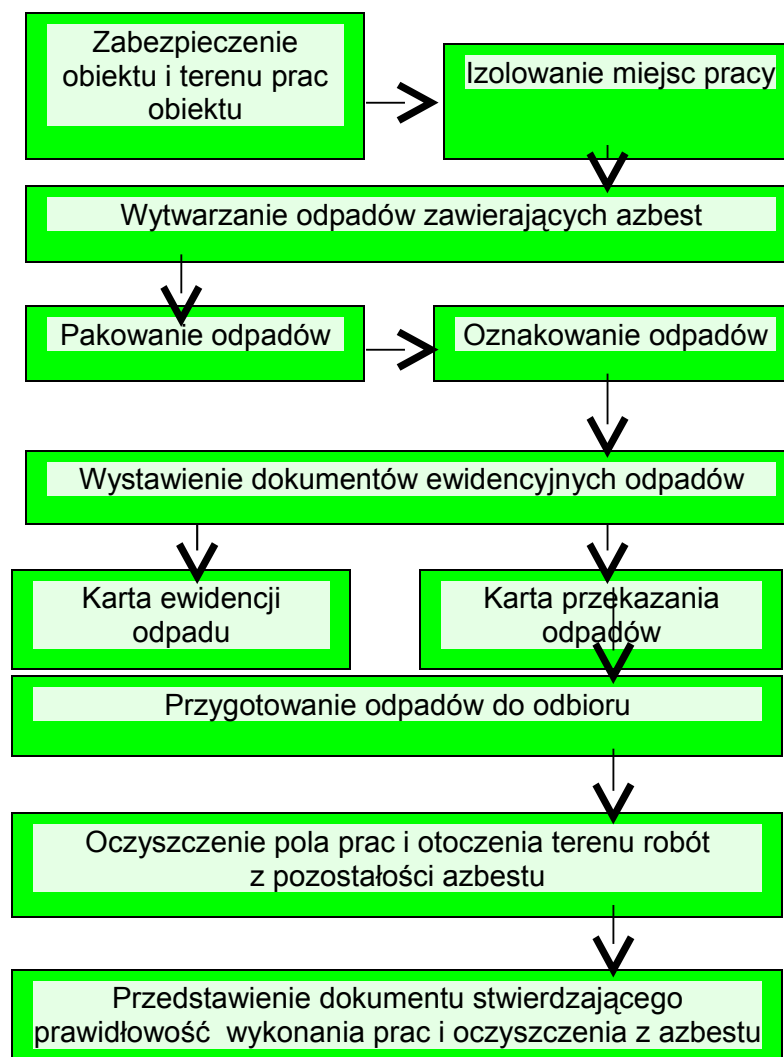 Zabezpieczenie
obiektu i terenu prac
obiektu
Izolowanie miejsc pracy
Wytwarzanie odpadów zawierających azbest
Pakowanie odpadów
Oznakowanie odpadów
Wystawienie dokumentów ewidencyjnych odpadów
Karta ewidencji
odpadu
Karta przekazania
odpadów
Przygotowanie odpadów do odbioru
Oczyszczenie pola prac i otoczenia terenu robót
z pozostałości azbestu
Przedstawienie dokumentu stwierdzającego
prawidłowość wykonania prac i oczyszczenia z azbestu